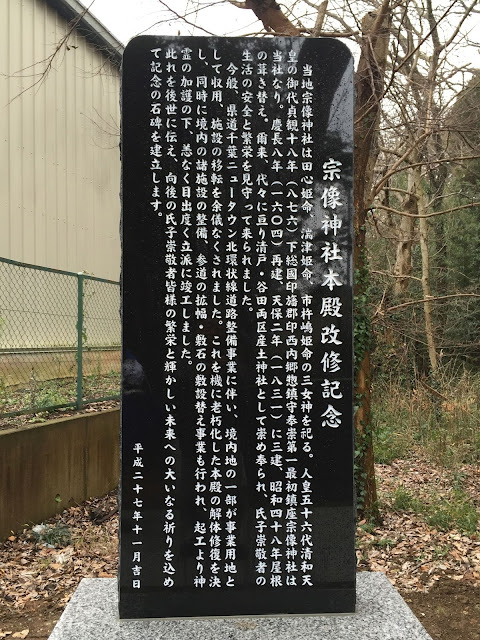 宗像神社本殿改修記念
当地宗像神社は田心姫命、湍津姫命、市杵嶋姫命の三女神を祀る。人皇五十六代清和天
皇の御代貞観十八年（八七六）下総國印旛郡印西内郷惣鎮守奉崇第一最初鎮座宗像神社は
当社なり。慶長八年（一六〇四）再建、天保二年（一八三一）に三建、昭和四十八年屋根
の葺き替え。爾来、代々に亘り清戸・谷田両区産土神社として崇め奉られ、氏子崇敬者の
生活の安全と繁栄を見守って来られました。
今般、県道千葉ニュータウン北環状線道路整備事業に伴い、境内地の一部が事業用地と
して収用、施設の移転を余儀なくされました。これを機に老朽化した本殿の解体修復を決
し、同時に境内の諸施設の整備、参道の拡幅・敷石の敷設替え事業も行われ、起工より神
霊の加護の下、恙なく目出度く立派に竣工しました。
此れを後世に伝え、向後の氏子崇敬者皆様の繁栄と輝かしい未来への大いなる祈りを込め
て記念の石碑を建立します。
平成二十七年十一月吉日